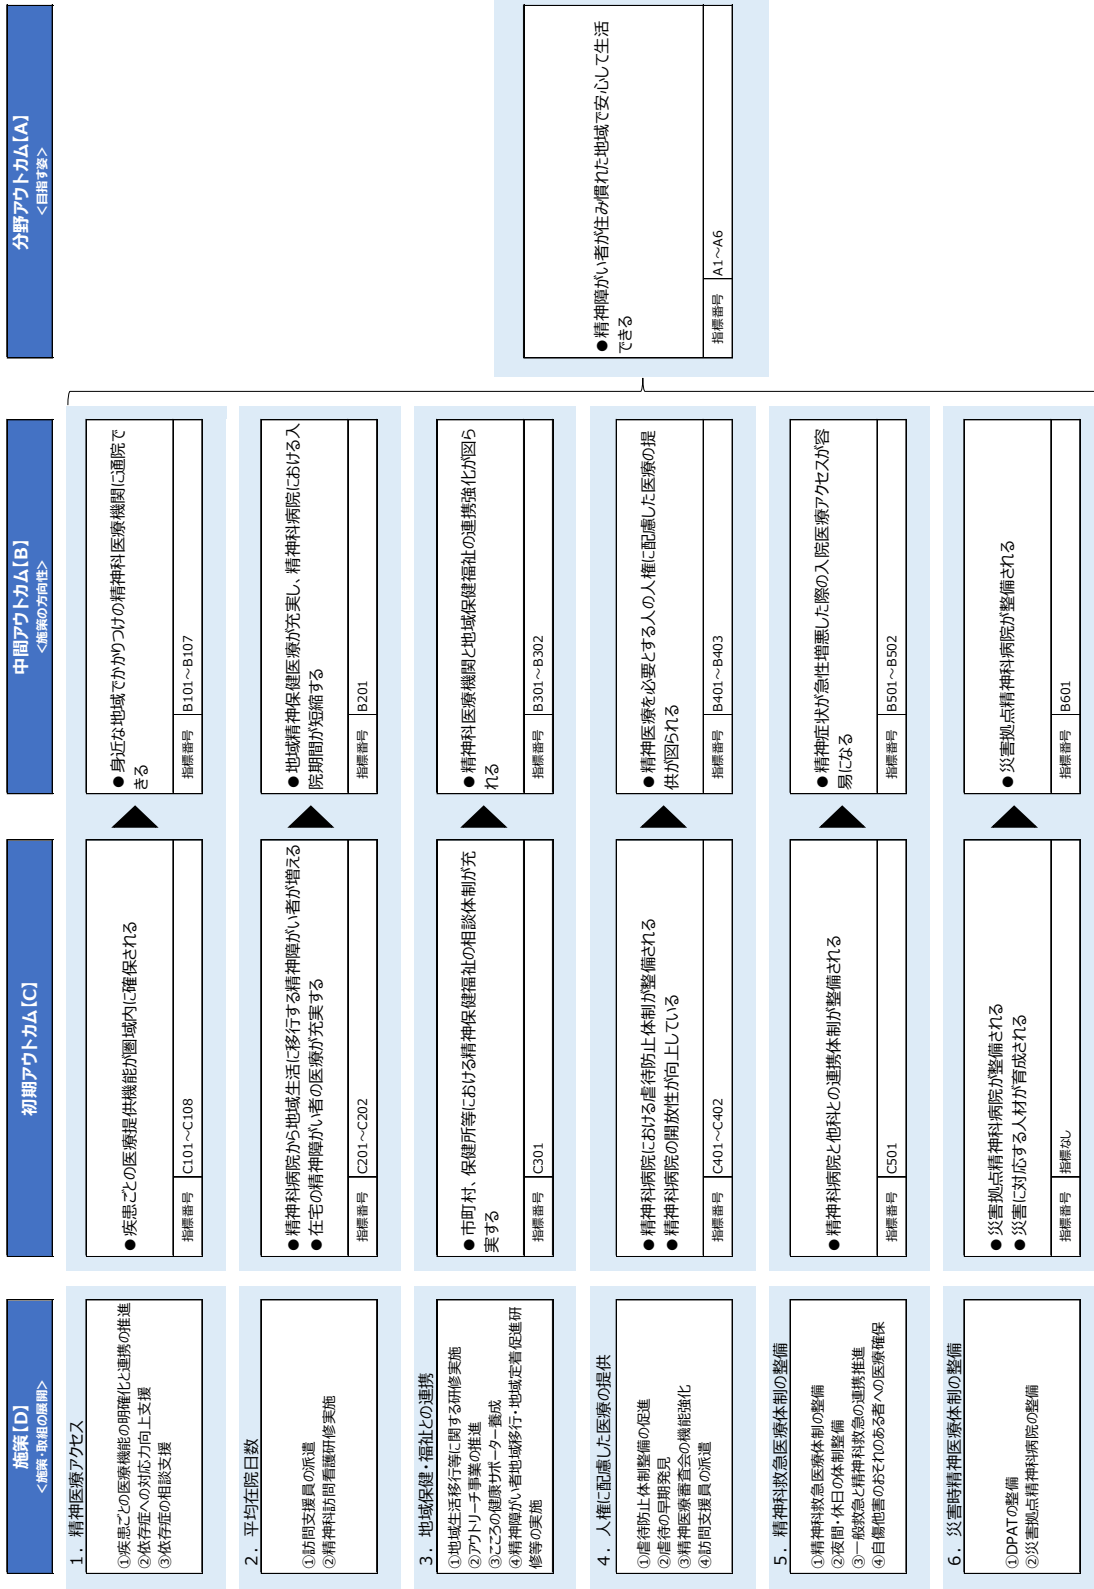 施策【D】
＜施策・取組の展開＞
初期アウトカム【C】
中間アウトカム【B】
＜施策の方向性＞
分野アウトカム【A】
＜目指す姿＞
１．精神医療アクセス
①疾患ごとの医療機能の明確化と連携の推進
②依存症への対応力向上支援
③依存症の相談支援
●疾患ごとの医療提供機能が圏域内に確保される
指標番号 C101～C108
●身近な地域でかかりつけの精神科医療機関に通院で
きる
指標番号 B101～B107
２．平均在院日数
①訪問支援員の派遣
②精神科訪問看護研修実施
●精神科病院から地域生活に移行する精神障がい者が増える
●在宅の精神障がい者の医療が充実する
指標番号 C201～C202
●地域精神保健医療が充実し、精神科病院における入
院期間が短縮する
指標番号 B201
３．地域保健・福祉との連携
①地域生活移行等に関する研修実施
②アウトリーチ事業の推進
③こころの健康サポーター養成
④精神障がい者地域移行・地域定着促進研
修等の実施
●市町村、保健所等における精神保健福祉の相談体制が充
実する
指標番号 C301
●精神科医療機関と地域保健福祉の連携強化が図ら
れる
指標番号 B301～B302
４．人権に配慮した医療の提供
①虐待防止体制整備の促進
②虐待の早期発見
③精神医療審査会の機能強化
④訪問支援員の派遣
●精神科病院における虐待防止体制が整備される
●精神科病院の開放性が向上している
指標番号 C401～C402
●精神医療を必要とする人の人権に配慮した医療の提
供が図られる
指標番号 B401～B403
５．精神科救急医療体制の整備
①精神科救急医療体制の整備
②夜間・休日の体制整備
③一般救急と精神科救急の連携推進
④自傷他害のおそれのある者への医療確保
●精神科病院と他科との連携体制が整備される
指標番号 C501
●精神症状が急性増悪した際の入院医療アクセスが容
易になる
指標番号 B501～B502
６．災害時精神医療体制の整備
①DPATの整備
②災害拠点精神科病院の整備
●災害拠点精神科病院が整備される
●災害に対応する人材が育成される
指標番号 指標なし
●災害拠点精神科病院が整備される
指標番号 B601
●精神障がい者が住み慣れた地域で安心して生活
できる
指標番号 A1～A6